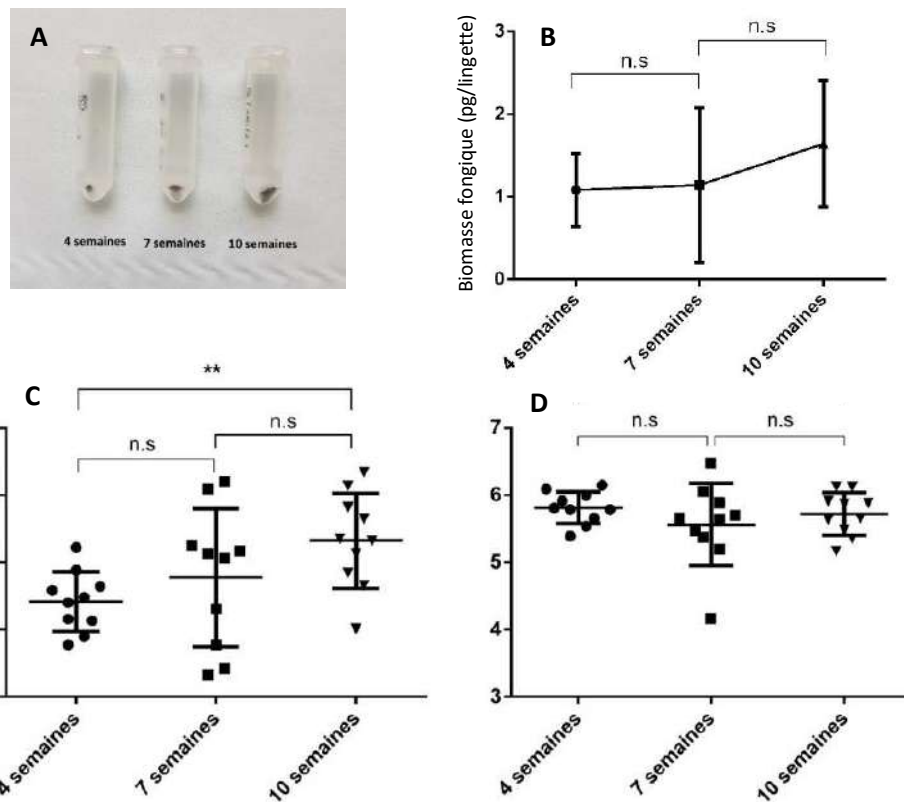 A
4 semaines 7 semaines 10 semaines
B
Biomasse fongique (pg/lingette)
3
2
1
0
n.s
n.s
4 semaines
7 semaines
10 semaines
C
**
n.s
n.s
4 semaines
7 semaines
10 semaines
D
7
6
5
4
3
n.s
n.s
4 semaines
7 semaines
10 semaines